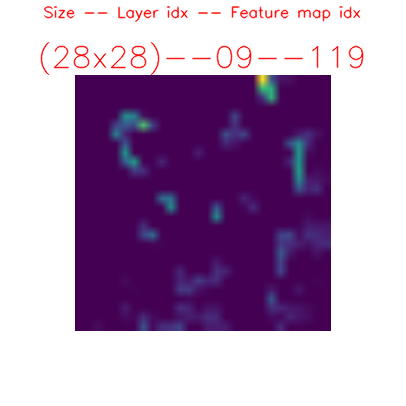 Size -- Layer idx -- Feature map idx
(28x28)--09--119